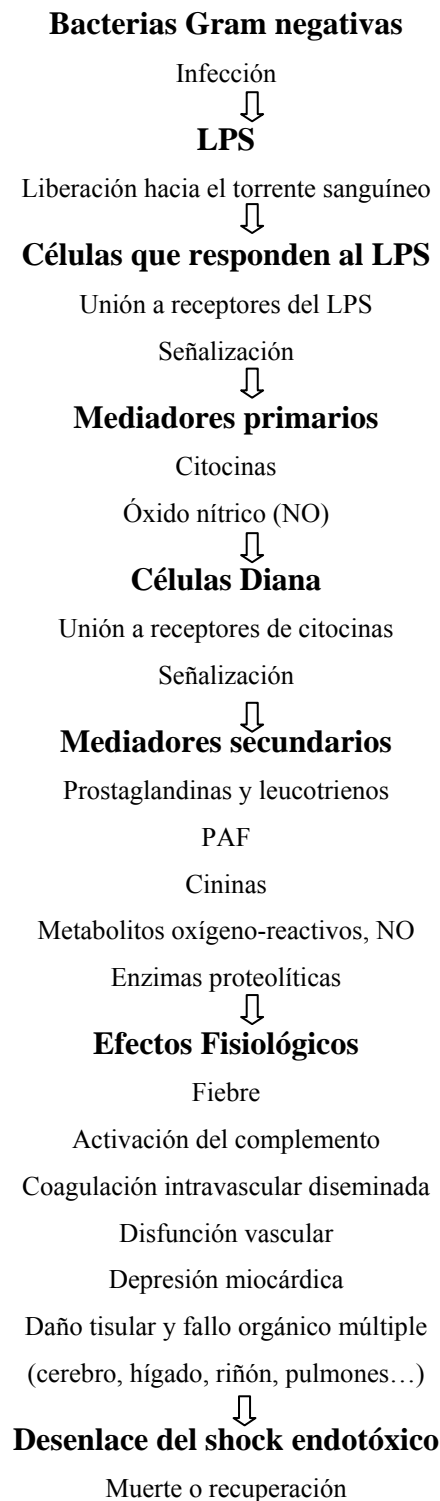 Bacterias Gram negativas
Infección
LPS
Liberación hacia el torrente sanguíneo
Células que responden al LPS
Unión a receptores del LPS
Señalización
Mediadores primarios
Citocinas
Óxido nítrico (NO)
Células Diana
Unión a receptores de citocinas
Señalización
Mediadores secundarios
Prostaglandinas y leucotrienos
PAF
Cininas
Metabolitos oxígeno-reactivos, NO
Enzimas proteolíticas
Efectos Fisiológicos
Fiebre
Activación del complemento
Coagulación intravascular diseminada
Disfunción vascular
Depresión miocárdica
Daño tisular y fallo orgánico múltiple
(cerebro, hígado, riñón, pulmones…)
Desenlace del shock endotóxico
Muerte o recuperación